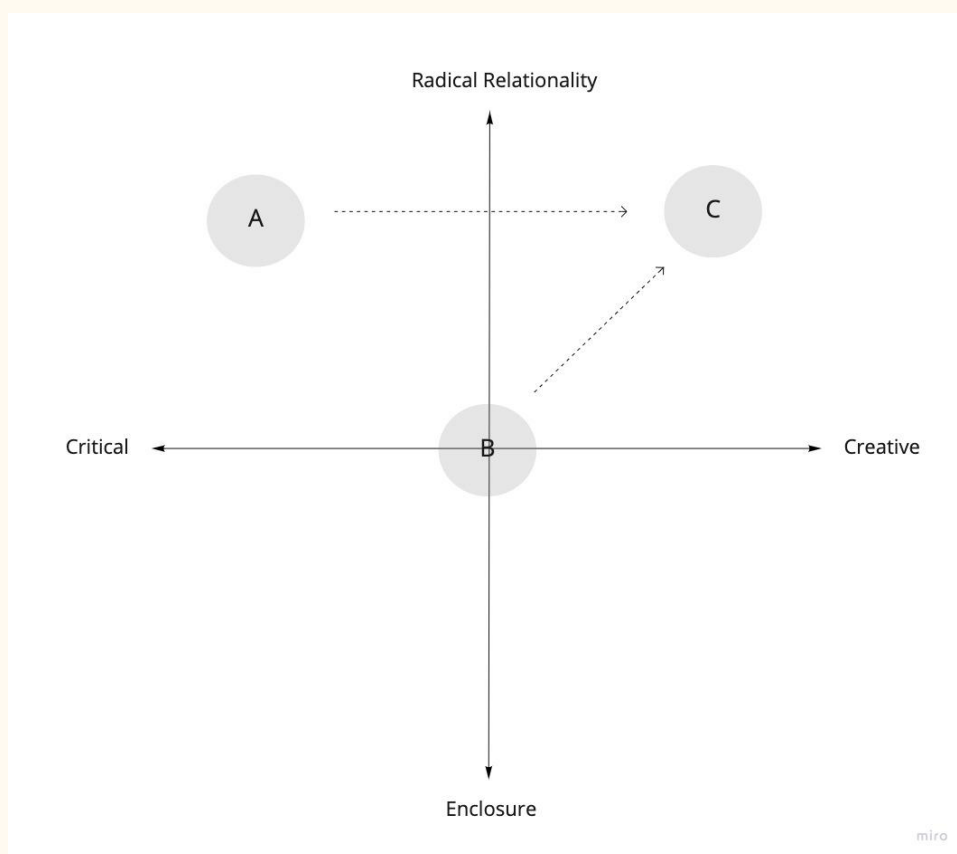 Radical Relationality
A
C
B
Critical
Creative
Enclosure
miro